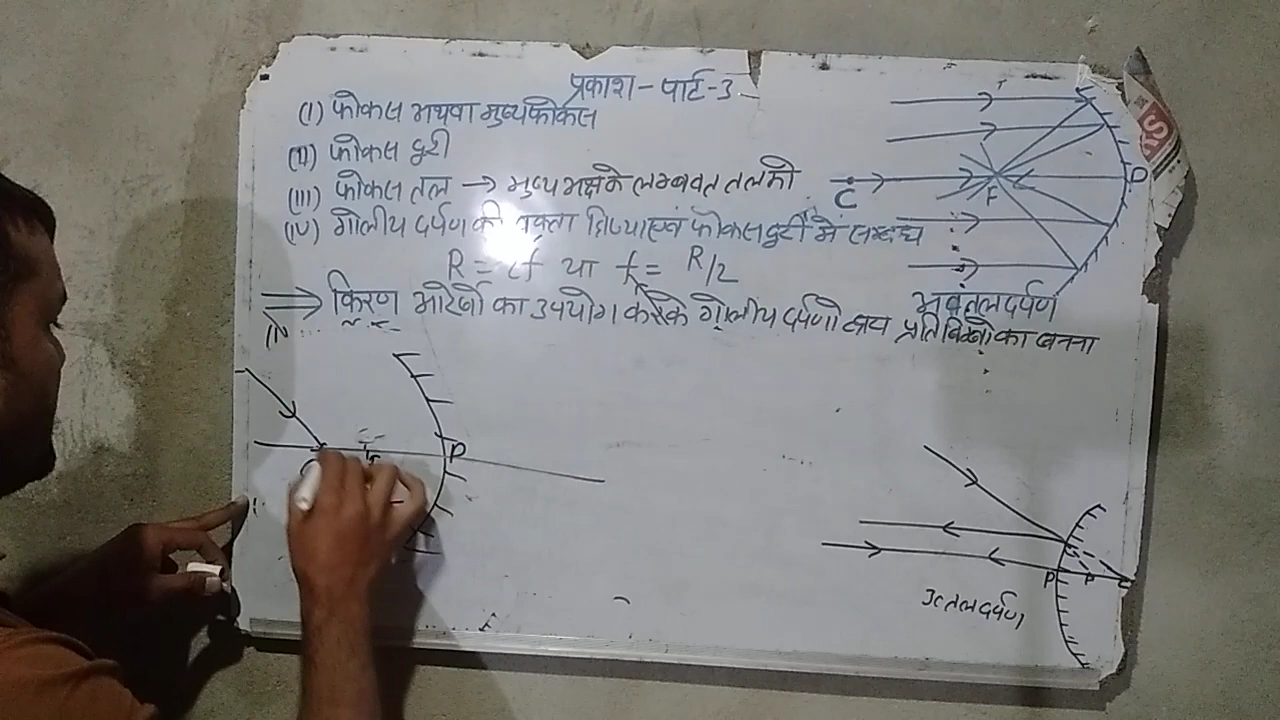 प्रकाश - पार्ट-3
(I) फोकस अथवा मुख्य फोकस
(II) फोकस दुरी
(III) फोकस तल → मुख्य अक्ष के लम्बवत तल को
(IV) गोलीय दर्पण की वक्रता त्रिज्या एवं फोकस दुरी में सम्बन्ध
R = 2f या f = R/2
⇒ किरण आरेखों का उपयोग करके गोलीय दर्पणो द्वारा प्रतिबिम्बो का बनना
C
F
अवतल दर्पण
P
P
F
C
उत्तल दर्पण